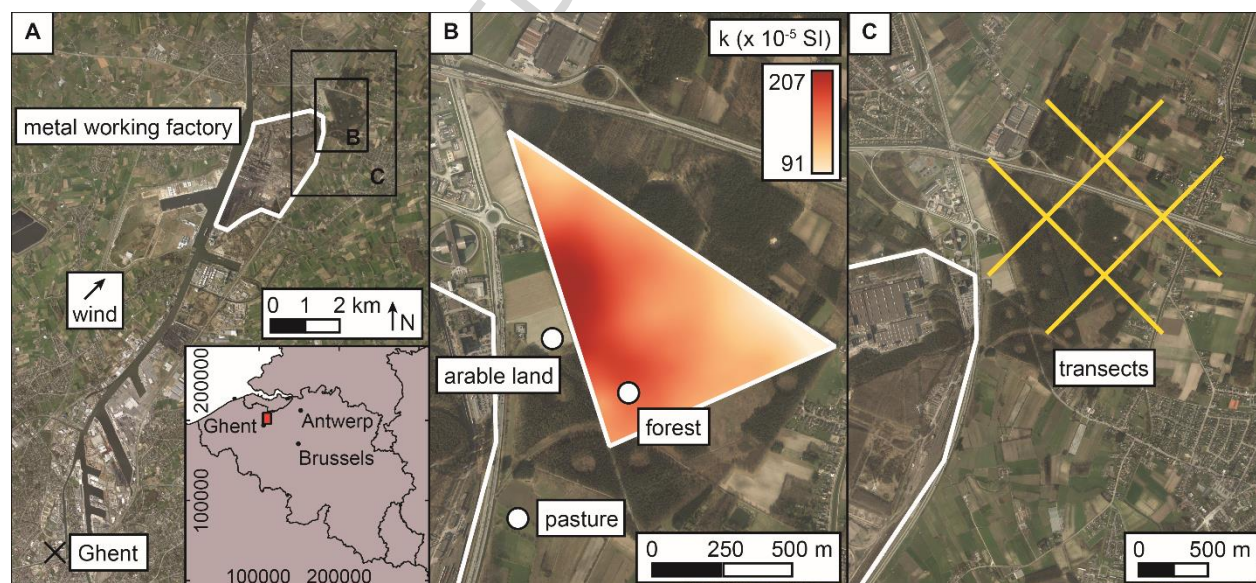 A
metal working factory
B
C
wind
0 1 2 km
N
200000
100000
Ghent
Antwerp
Brussels
100000 200000
Ghent
B
k (x 10-5 SI)
207
91
arable land
forest
pasture
0 250 500 m
C
transects
0 500 m